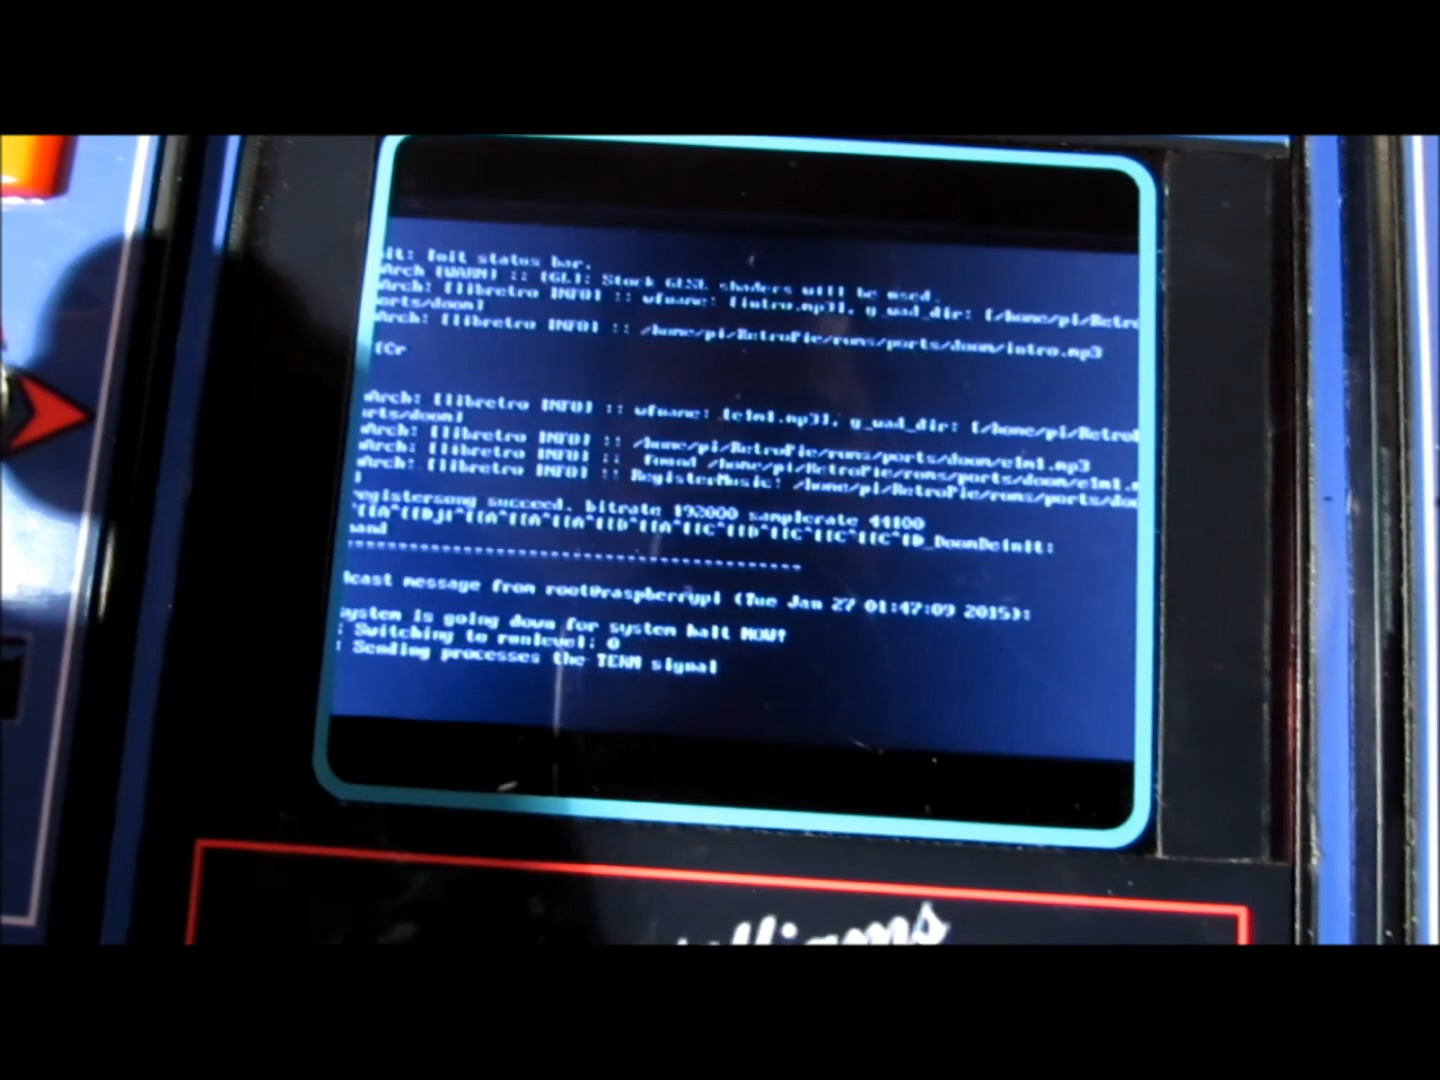 it: Init status bar.
Arch [WARN] :: [GL]: Stock GLSL shaders will be used.
Arch: [libretro INFO] :: wfname: [intro.mp3], g_wad_dir: [/home/pi/Retro
orts/doom]
Arch: [libretro INFO] :: /home/pi/RetroPie/roms/ports/doom/intro.mp3
(Cr
Arch: [libretro INFO] :: wfname: [e1m1.mp3], g_wad_dir: [/home/pi/Retro
orts/doom]
Arch: [libretro INFO] :: /home/pi/RetroPie/roms/ports/doom/e1m1.mp3
Arch: [libretro INFO] :: Found /home/pi/RetroPie/roms/ports/doom/e1m1.m
Arch: [libretro INFO] :: RegisterMusic: /home/pi/RetroPie/roms/ports/doo
]
registersong succeed. bitrate 192000 samplerate 44100
D_DoomDeinit:
mand
----------------------------------------
dcast message from root@raspberrypi (Tue Jan 27 01:47:09 2015):
system is going down for system halt NOW!
: Switching to runlevel: 0
: Sending processes the TERM signal
Williams